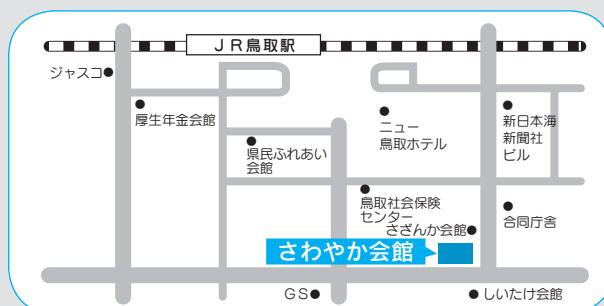 JR鳥取駅
ジャスコ
厚生年金会館
県民ふれあい
会館
ニュー
鳥取ホテル
新日本海
新聞社
ビル
鳥取社会保険
センター
さざんか会館
合同庁舎
さわやか会館
GS
しいたけ会館